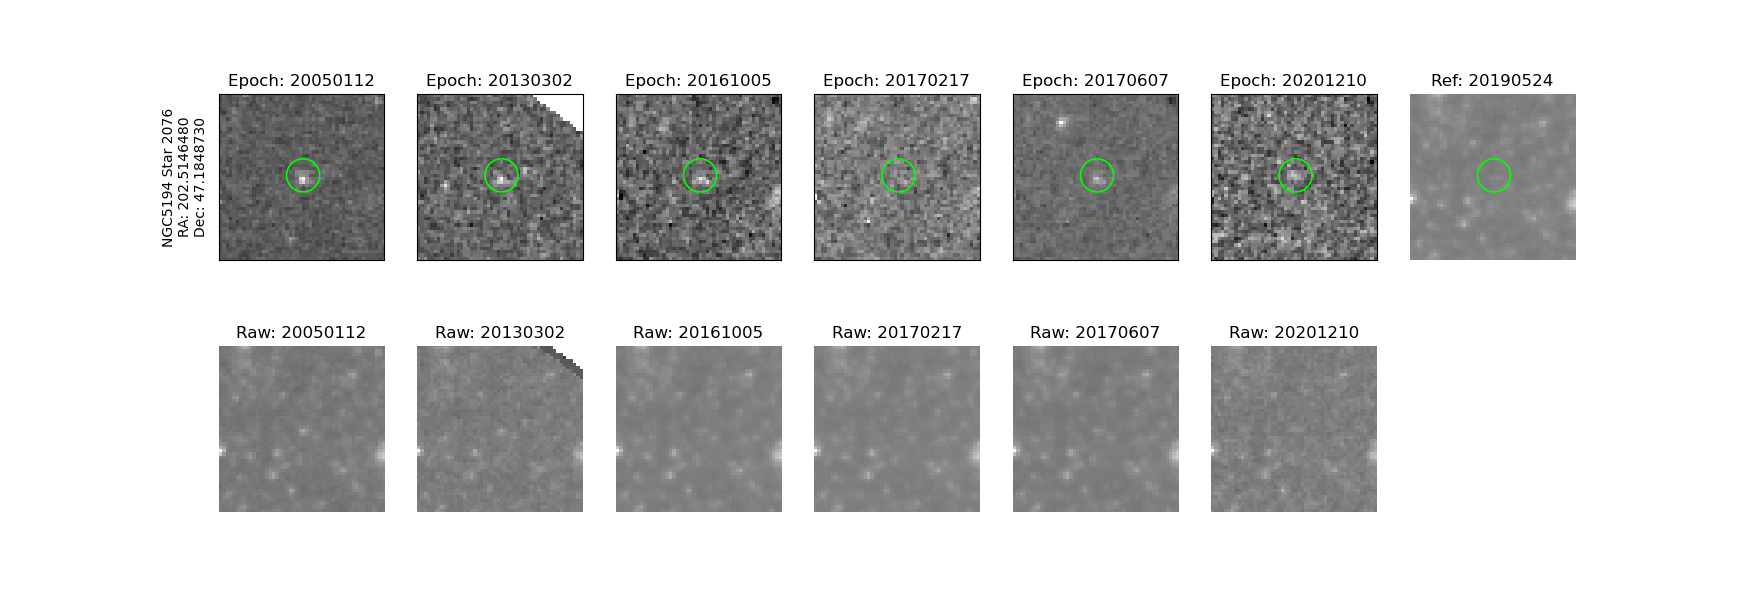 Epoch: 20050112
Epoch: 20130302
Epoch: 20161005
Epoch: 20170217
Epoch: 20170607
Epoch: 20201210
Ref: 20190524
NGC5194 Star 2076
RA: 202.5146480
Dec: 47.1848730
Raw: 20050112
Raw: 20130302
Raw: 20161005
Raw: 20170217
Raw: 20170607
Raw: 20201210